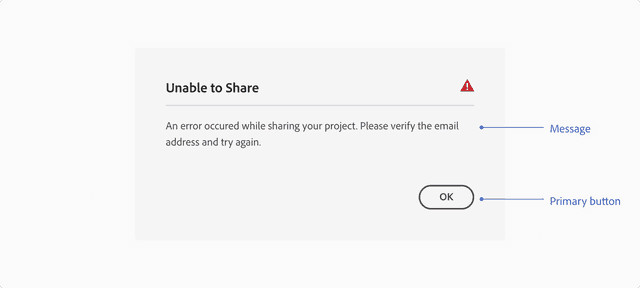 Unable to Share
An error occured while sharing your project. Please verify the email
address and try again.
Message
OK
Primary button